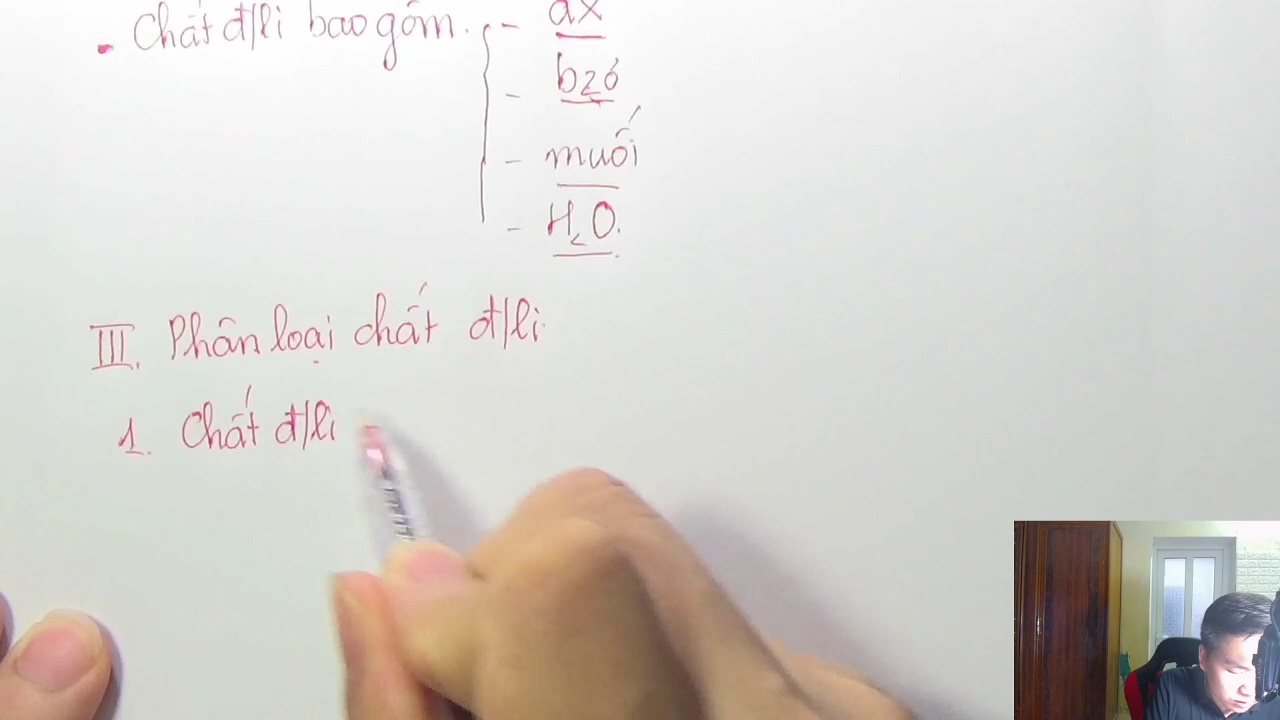 Chất đ/li bao gồm. - ax
- bzơ
- muối
- H₂O.
III. Phân loại chất đ/li.
1. Chất đ/li